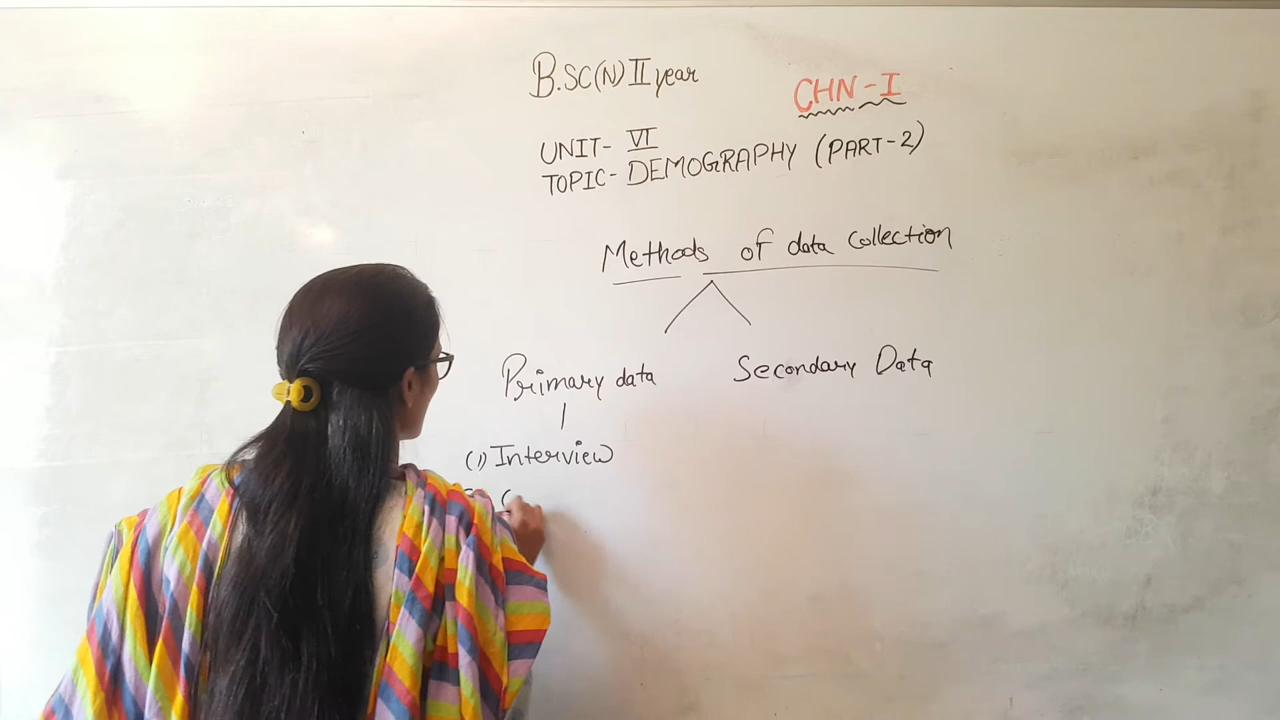 B.SC(N) II year
CHN-I
UNIT- VI
TOPIC- DEMOGRAPHY (PART-2)
Methods of data Collection
Primary data
Secondary Data
(1) Interview